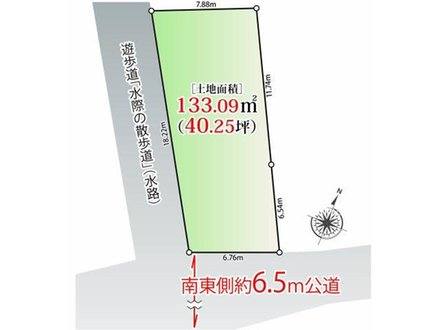 7.88m
[土地面積]
133.09㎡
(40.25坪)
11.74m
18.22m
遊歩道「水際の散歩道」(水路)
6.54m
N
6.76m
南東側約6.5m公道